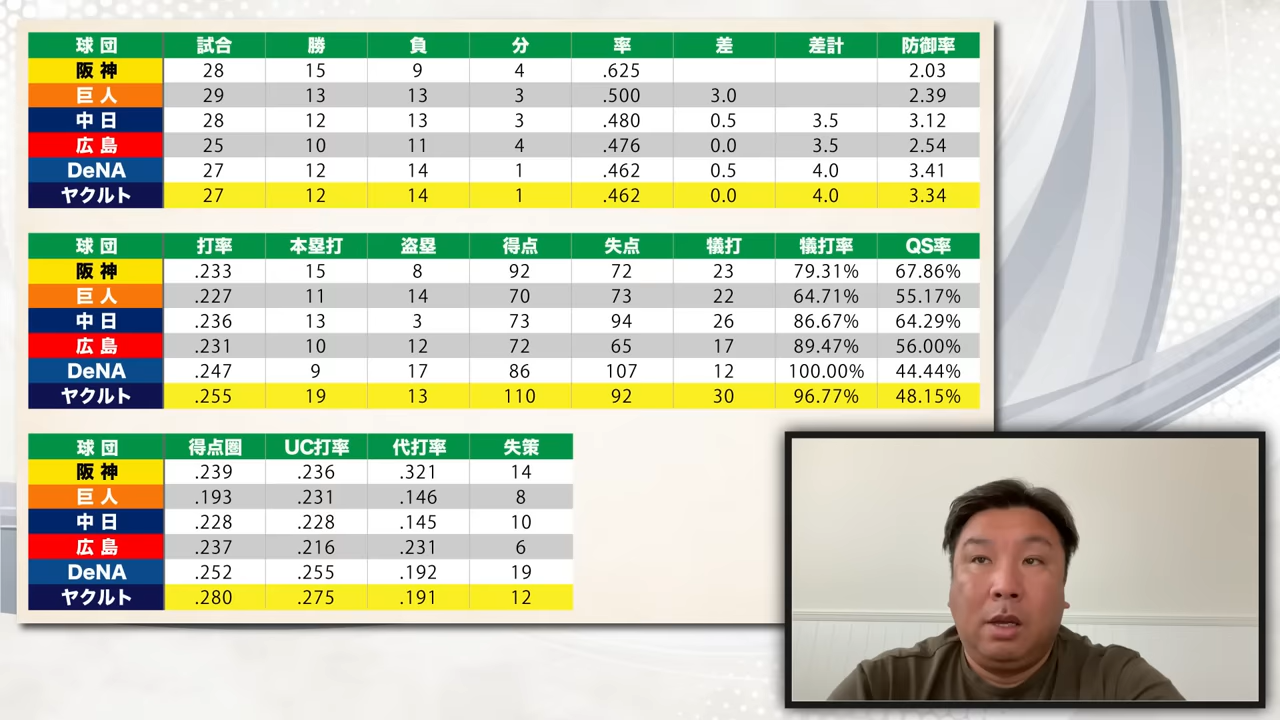 球団 試合 勝 負 分 率 差 差計 防御率
阪神 28 15 9 4 .625 2.03
巨人 29 13 13 3 .500 3.0 2.39
中日 28 12 13 3 .480 0.5 3.5 3.12
広島 25 10 11 4 .476 0.0 3.5 2.54
DeNA 27 12 14 1 .462 0.5 4.0 3.41
ヤクルト 27 12 14 1 .462 0.0 4.0 3.34
球団 打率 本塁打 盗塁 得点 失点 犠打 犠打率 QS率
阪神 .233 15 8 92 72 23 79.31% 67.86%
巨人 .227 11 14 70 73 22 64.71% 55.17%
中日 .236 13 3 73 94 26 86.67% 64.29%
広島 .231 10 12 72 65 17 89.47% 56.00%
DeNA .247 9 17 86 107 12 100.00% 44.44%
ヤクルト .255 19 13 110 92 30 96.77% 48.15%
球団 得点圏 UC打率 代打率 失策
阪神 .239 .236 .321 14
巨人 .193 .231 .146 8
中日 .228 .228 .145 10
広島 .237 .216 .231 6
DeNA .252 .255 .192 19
ヤクルト .280 .275 .191 12